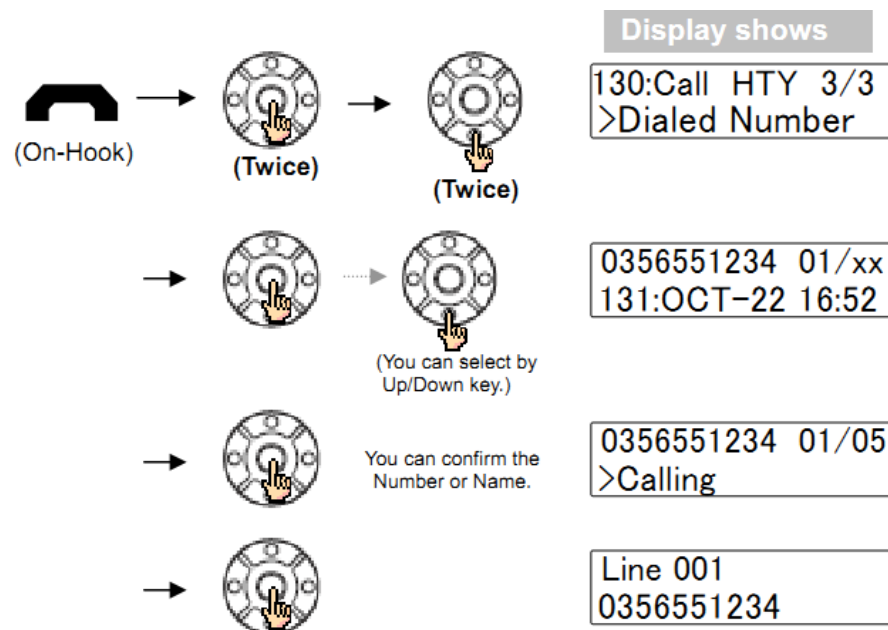 Display shows
(On-Hook)
(Twice)
(Twice)
130:Call HTY 3/3
>Dialed Number
(You can select by
Up/Down key.)
0356551234 01/xx
131:OCT-22 16:52
You can confirm the
Number or Name.
0356551234 01/05
>Calling
Line 001
0356551234